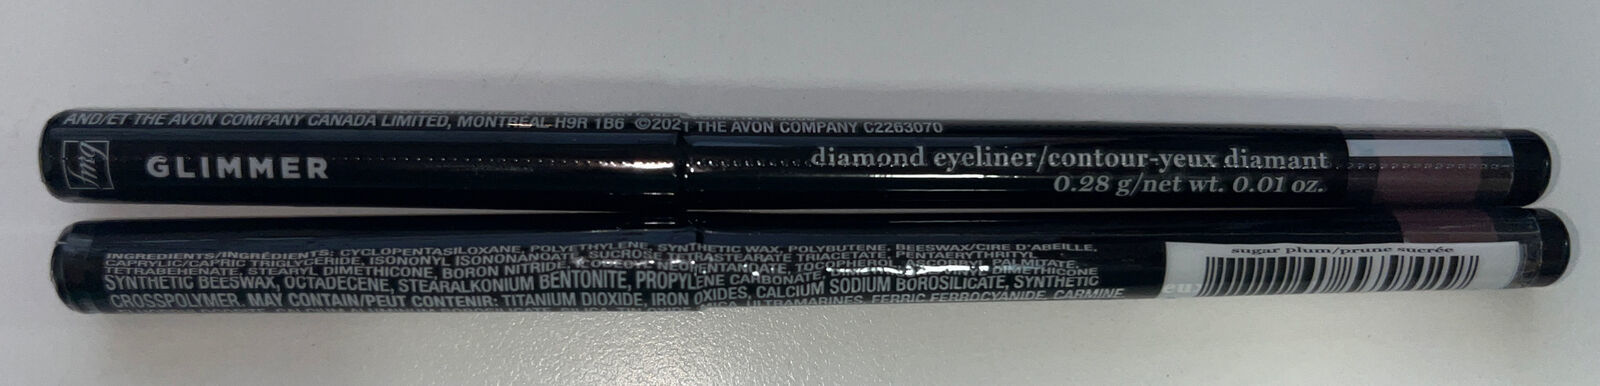 AND/ET THE AVON COMPANY CANADA LIMITED, MONTREAL H9R 1B6 ©2021 THE AVON COMPANY C2263070
fmg GLIMMER
diamond eyeliner/contour-yeux diamant
0.28 g/net wt. 0.01 oz.
sugar plum/prune sucrée
INGREDIENTS/INGRÉDIENTS: CYCLOPENTASILOXANE, POLYETHYLENE, SYNTHETIC WAX, POLYBUTENE, BEESWAX/CIRE D'ABEILLE,
CAPRYLIC/CAPRIC TRIGLYCERIDE, ISONONYL ISONONANOATE, SUCROSE TETRASTEARATE TRIACETATE, PENTAERYTHRITYL
TETRABEHENATE, STEARYL DIMETHICONE, BORON NITRIDE, PALMITATE, DIMETHICONE
SYNTHETIC BEESWAX, OCTADECENE, STEARALKONIUM BENTONITE, PROPYLENE CARBONATE, CALCIUM SODIUM BOROSILICATE, SYNTHETIC
CROSSPOLYMER. MAY CONTAIN/PEUT CONTENIR: TITANIUM DIOXIDE, IRON OXIDES, ULTRAMARINES, FERRIC FERROCYANIDE, CARMINE
eux